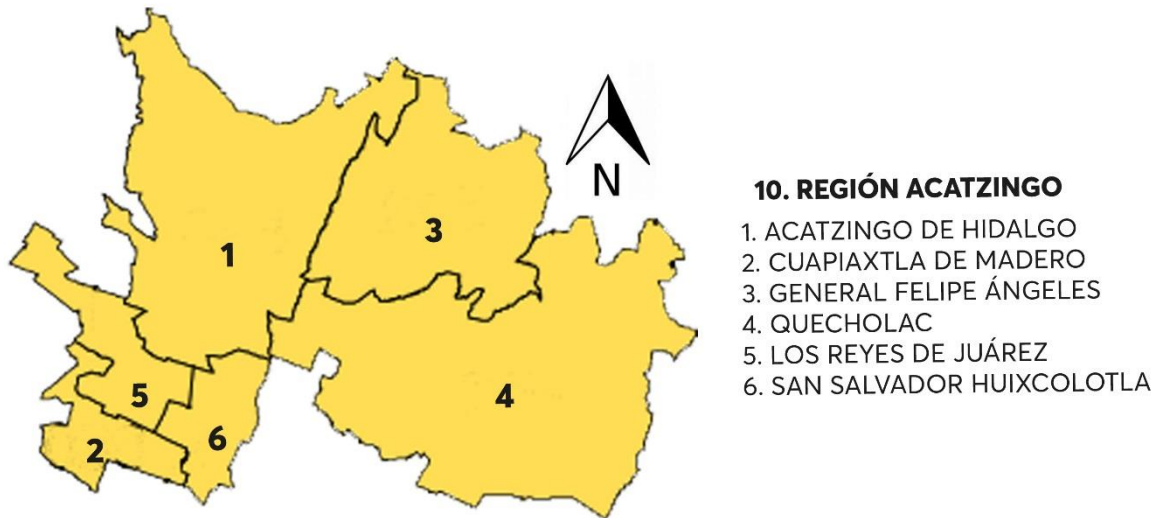 1
3
N
4
5
6
2
10. REGIÓN ACATZINGO
1. ACATZINGO DE HIDALGO
2. CUAPIAXTLA DE MADERO
3. GENERAL FELIPE ÁNGELES
4. QUECHOLAC
5. LOS REYES DE JUÁREZ
6. SAN SALVADOR HUIXCOLOTLA